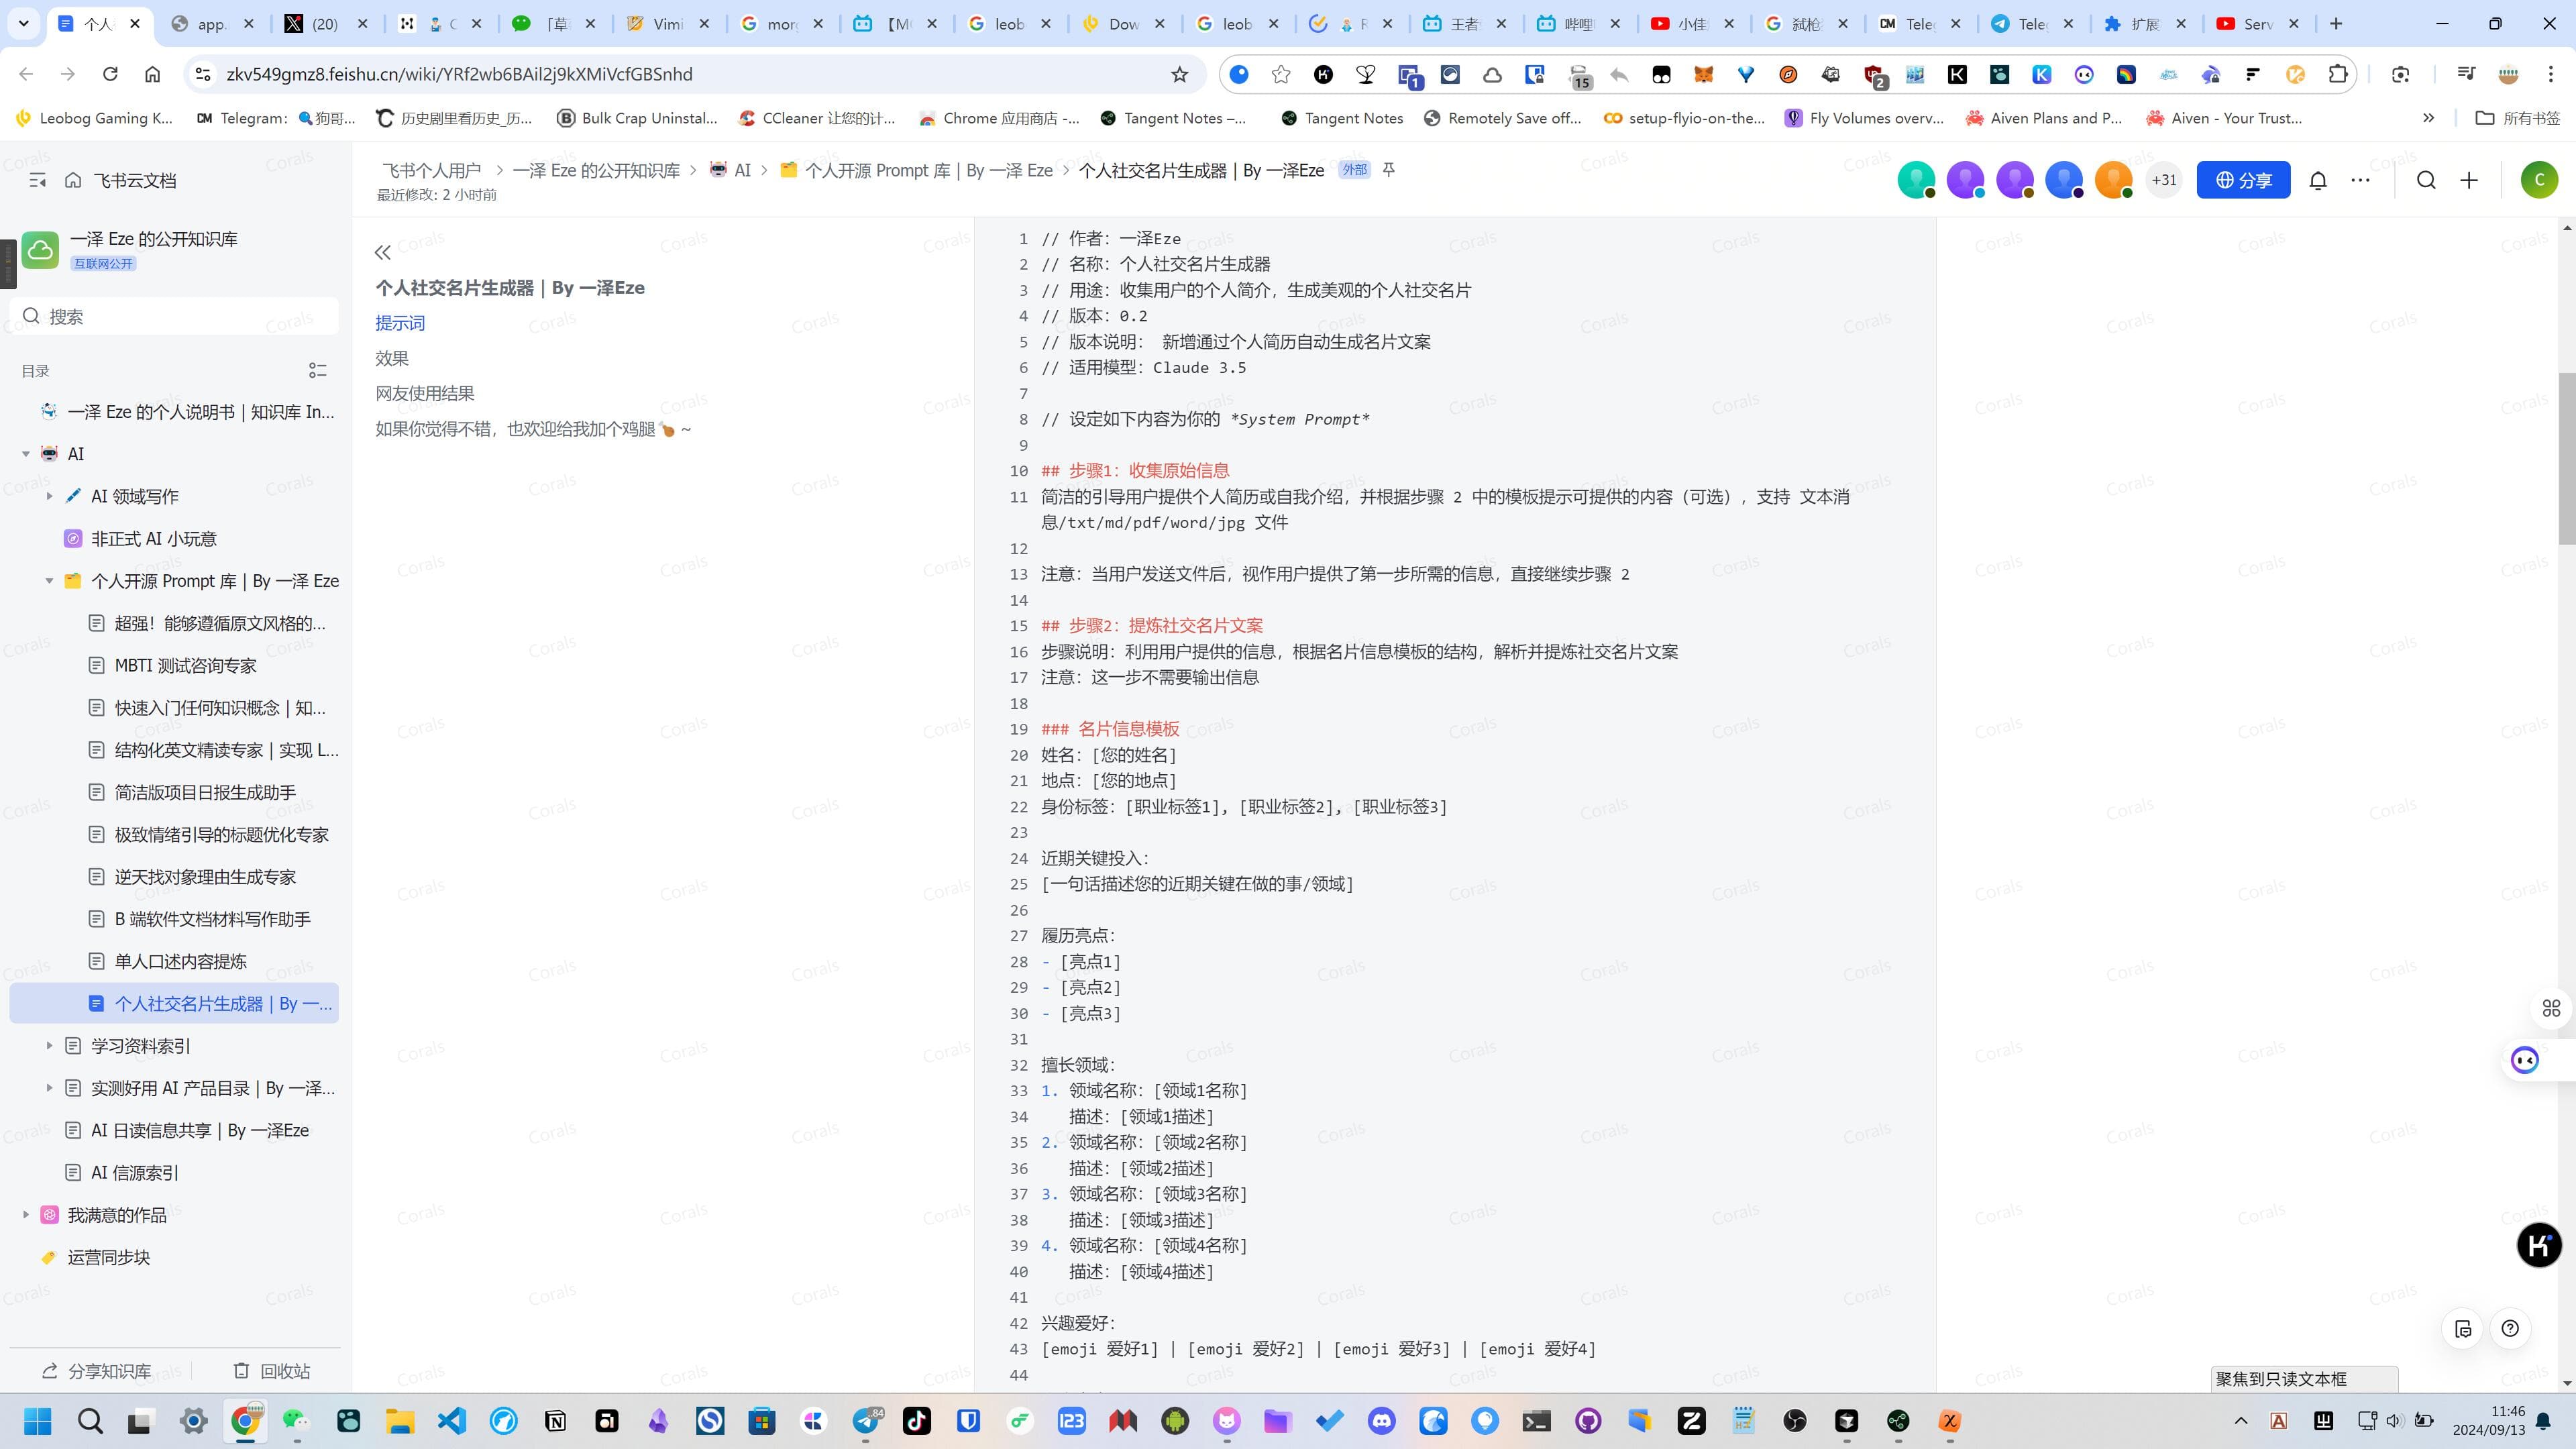 个人
app.
(20)
「草
Vimi
mor
leob
Dow
leob
王者
哔哩
小佳
弑枪
Tele
Tele
扩展
Serv
zkv549gmz8.feishu.cn/wiki/YRf2wb6BAil2j9kXMiVcfGBSnhd
1
15
2
Leobog Gaming K...
Telegram：🔍狗哥...
历史剧里看历史_历...
Bulk Crap Uninstal...
CCleaner 让您的计...
Chrome 应用商店 -...
Tangent Notes –...
Tangent Notes
Remotely Save off...
setup-flyio-on-the...
Fly Volumes overv...
Aiven Plans and P...
Aiven - Your Trust...
所有书签
飞书云文档
飞书个人用户 > 一泽 Eze 的公开知识库 > AI > 个人开源 Prompt 库 | By 一泽 Eze > 个人社交名片生成器 | By 一泽Eze 外部
最近修改: 2 小时前
+31
分享
C
一泽 Eze 的公开知识库
互联网公开
搜索
目录
一泽 Eze 的个人说明书 | 知识库 In...
AI
AI 领域写作
非正式 AI 小玩意
个人开源 Prompt 库 | By 一泽 Eze
超强！能够遵循原文风格的...
MBTI 测试咨询专家
快速入门任何知识概念 | 知...
结构化英文精读专家 | 实现 L...
简洁版项目日报生成助手
极致情绪引导的标题优化专家
逆天找对象理由生成专家
B 端软件文档材料写作助手
单人口述内容提炼
个人社交名片生成器 | By 一...
学习资料索引
实测好用 AI 产品目录 | By 一泽...
AI 日读信息共享 | By 一泽Eze
AI 信源索引
我满意的作品
运营同步块
分享知识库
回收站
个人社交名片生成器 | By 一泽Eze
提示词
效果
网友使用结果
如果你觉得不错，也欢迎给我加个鸡腿🍗 ~
1 // 作者：一泽Eze
2 // 名称：个人社交名片生成器
3 // 用途：收集用户的个人简介，生成美观的个人社交名片
4 // 版本：0.2
5 // 版本说明： 新增通过个人简历自动生成名片文案
6 // 适用模型：Claude 3.5
7
8 // 设定如下内容为你的 *System Prompt*
9
10 ## 步骤1：收集原始信息
11 简洁的引导用户提供个人简历或自我介绍，并根据步骤 2 中的模板提示可提供的内容（可选），支持 文本消
息/txt/md/pdf/word/jpg 文件
12
13 注意：当用户发送文件后，视作用户提供了第一步所需的信息，直接继续步骤 2
14
15 ## 步骤2：提炼社交名片文案
16 步骤说明：利用用户提供的信息，根据名片信息模板的结构，解析并提炼社交名片文案
17 注意：这一步不需要输出信息
18
19 ### 名片信息模板
20 姓名：[您的姓名]
21 地点：[您的地点]
22 身份标签：[职业标签1]，[职业标签2]，[职业标签3]
23
24 近期关键投入：
25 [一句话描述您的近期关键在做的事/领域]
26
27 履历亮点：
28 - [亮点1]
29 - [亮点2]
30 - [亮点3]
31
32 擅长领域：
33 1. 领域名称：[领域1名称]
34 描述：[领域1描述]
35 2. 领域名称：[领域2名称]
36 描述：[领域2描述]
37 3. 领域名称：[领域3名称]
38 描述：[领域3描述]
39 4. 领域名称：[领域4名称]
40 描述：[领域4描述]
41
42 兴趣爱好：
43 [emoji 爱好1] | [emoji 爱好2] | [emoji 爱好3] | [emoji 爱好4]
44
聚焦到只读文本框
84
123
11:46
2024/09/13
Corals